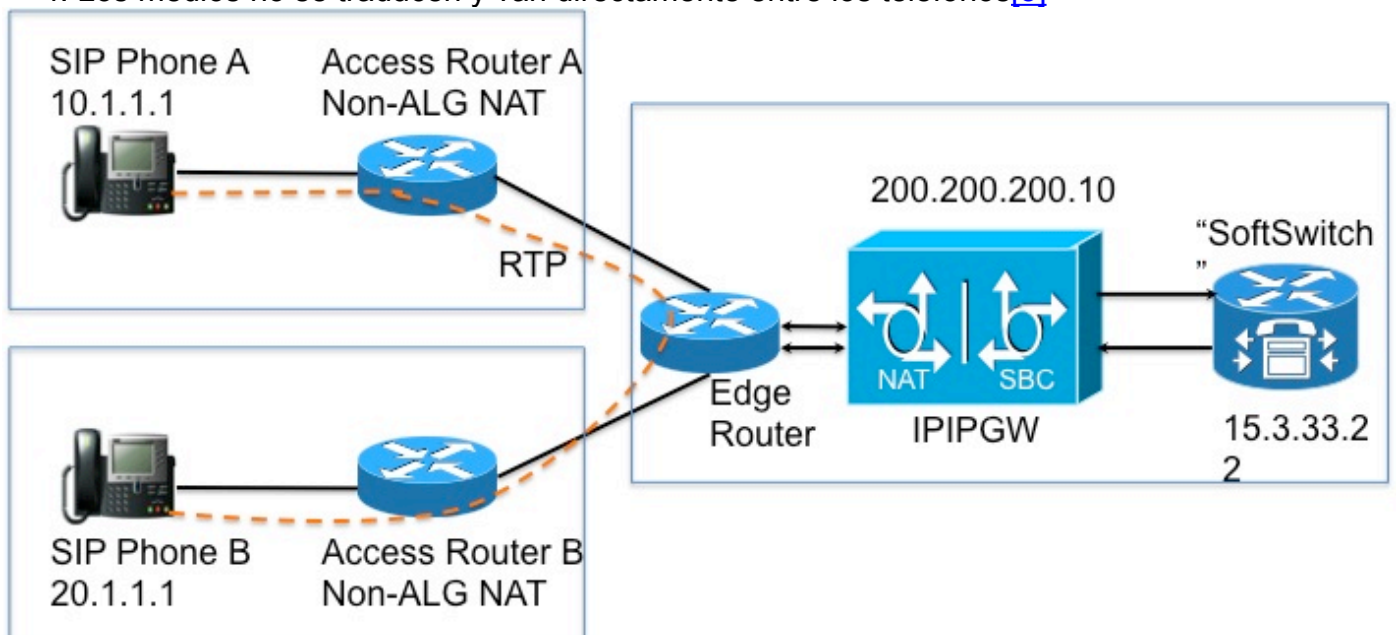 SIP Phone A
10.1.1.1
Access Router A
Non-ALG NAT
RTP
200.200.200.10
“SoftSwitch
”
NAT
SBC
Edge
Router
IPIPGW
15.3.33.2
2
SIP Phone B
20.1.1.1
Access Router B
Non-ALG NAT